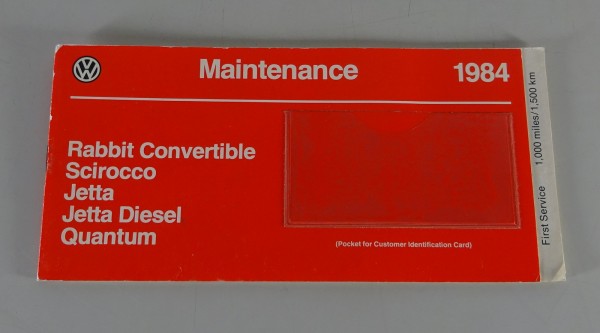 Maintenance 1984
Rabbit Convertible
Scirocco
Jetta
Jetta Diesel
Quantum
(Pocket for Customer Identification Card)
First Service 1,000 miles/1,500 km